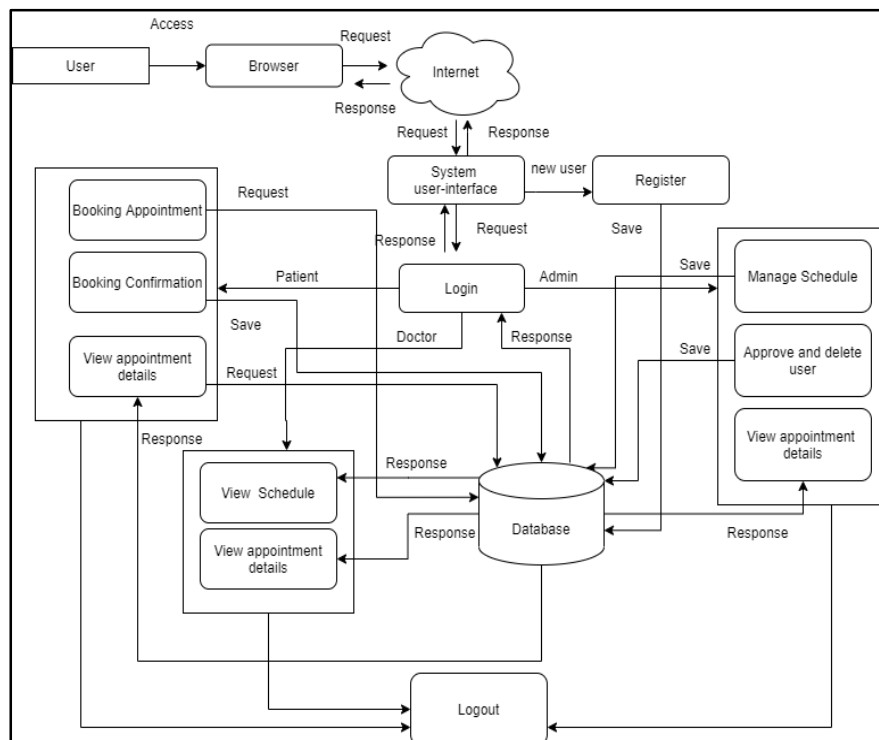 Access
Request
User
Browser
Internet
Response
Request
Response
System
user-interface
new user
Register
Booking Appointment
Request
Response
Request
Save
Booking Confirmation
Patient
Login
Admin
Save
Manage Schedule
Save
Doctor
Response
Save
Approve and delete
user
View appointment
details
Request
View appointment
details
Response
Response
View  Schedule
Database
Response
Response
View appointment
details
Logout